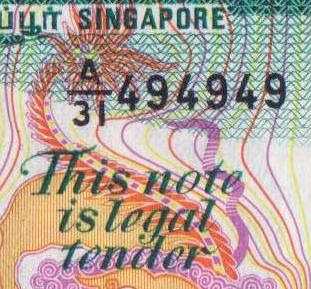 SINGAPORE
A/31 494949
This note
is legal
tender